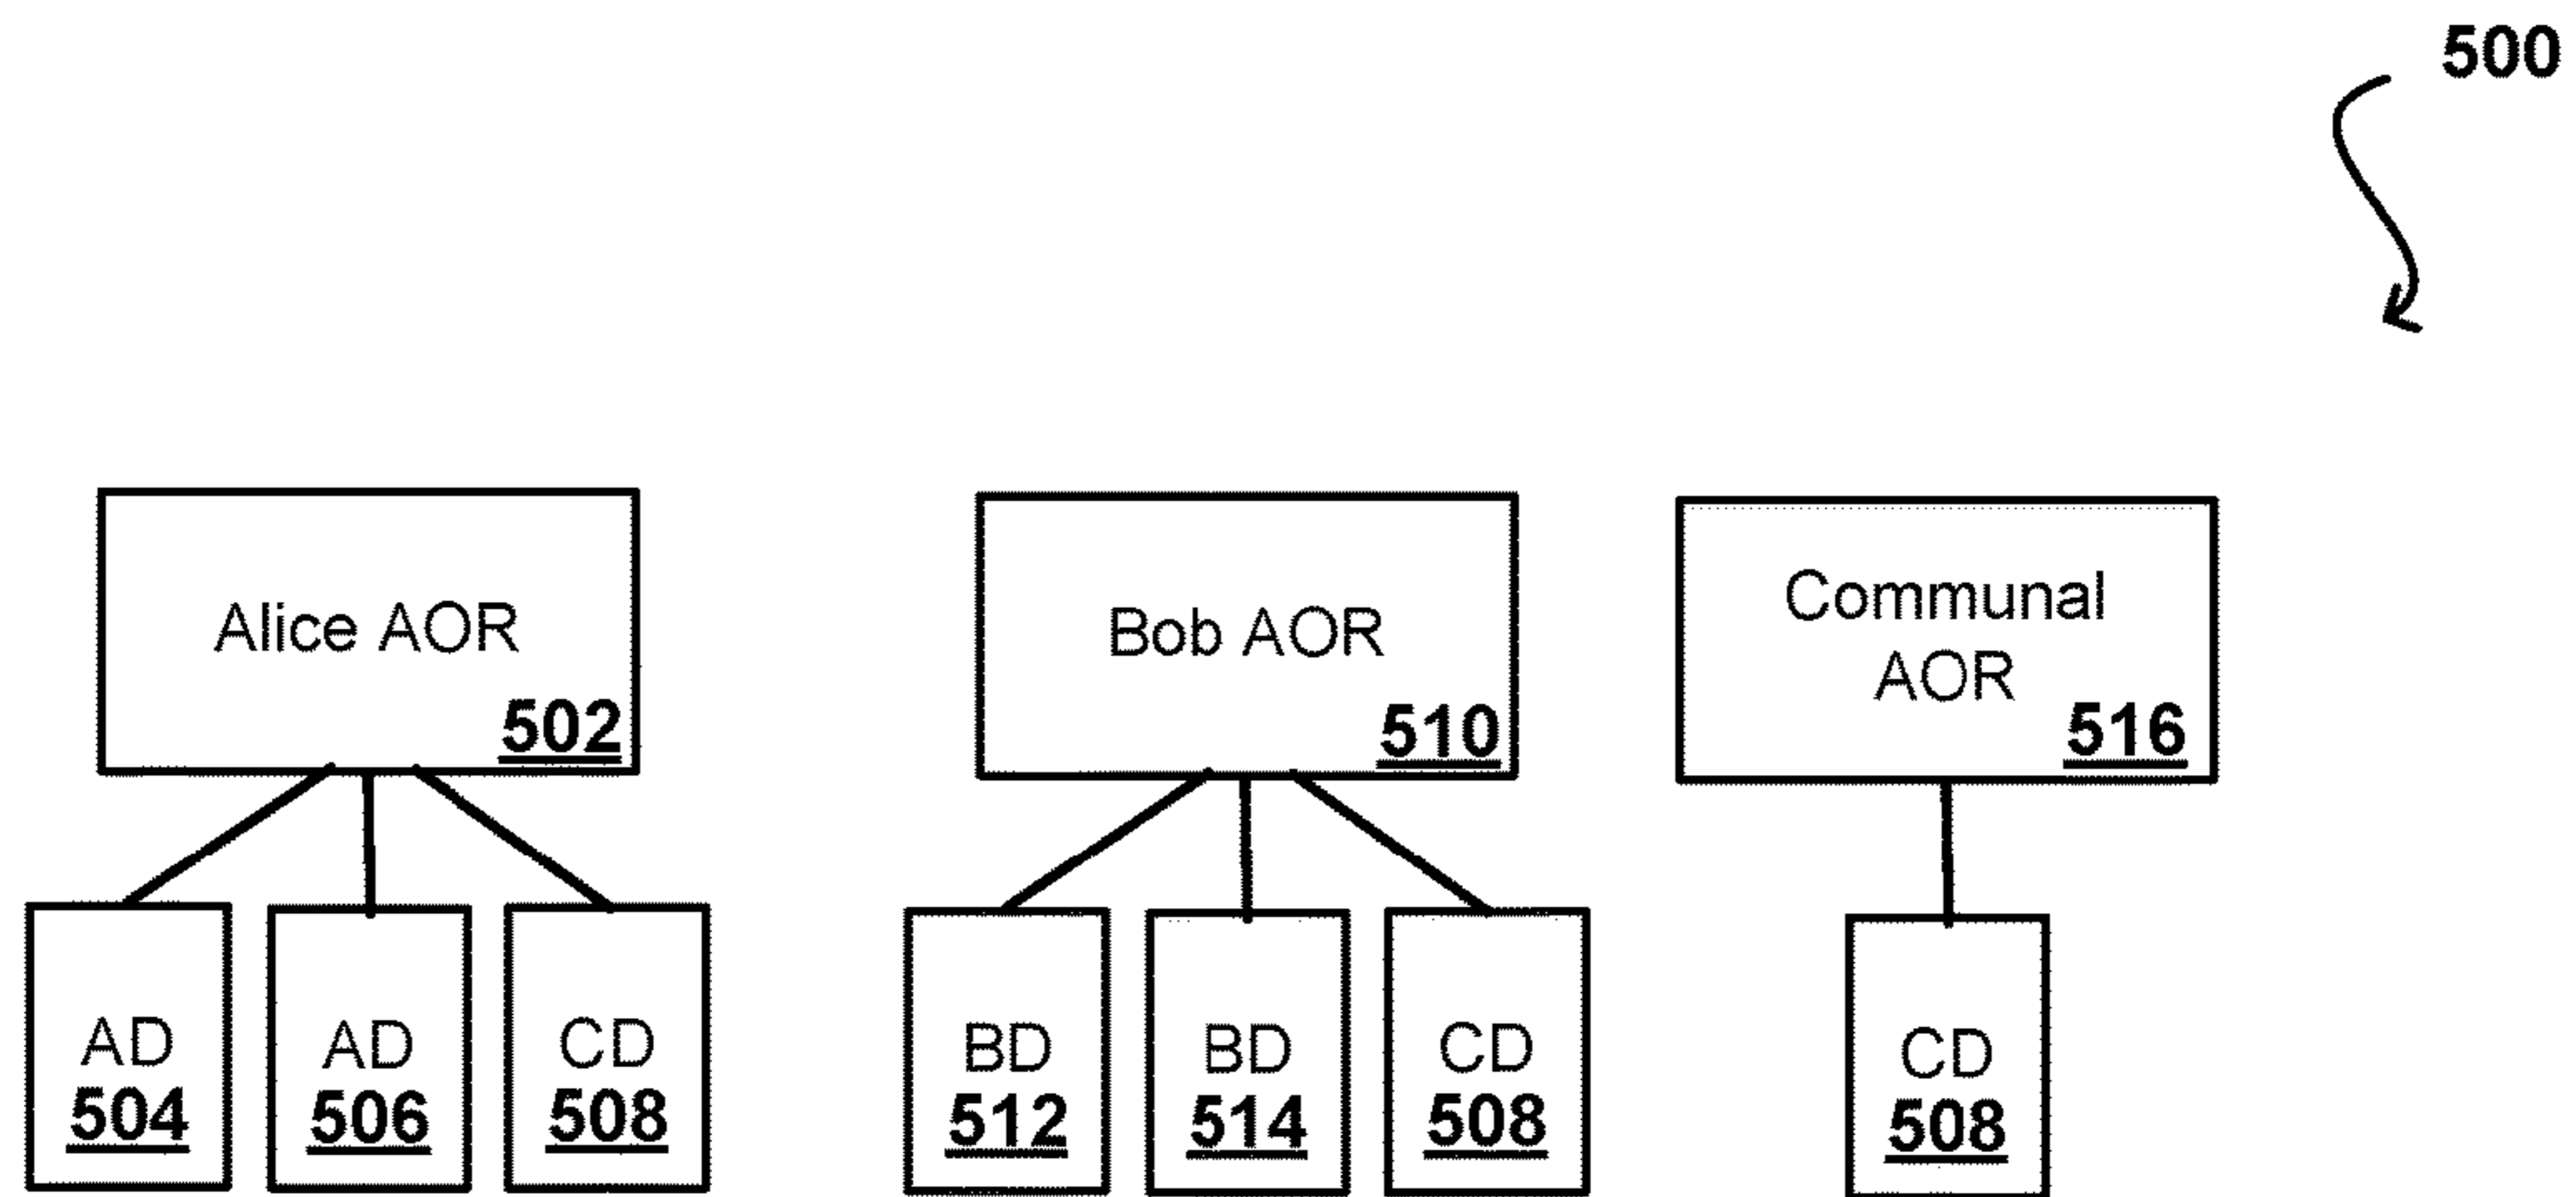 500
Alice AOR
502
Bob AOR
510
Communal
AOR
516
AD
504
AD
506
CD
508
BD
512
BD
514
CD
508
CD
508